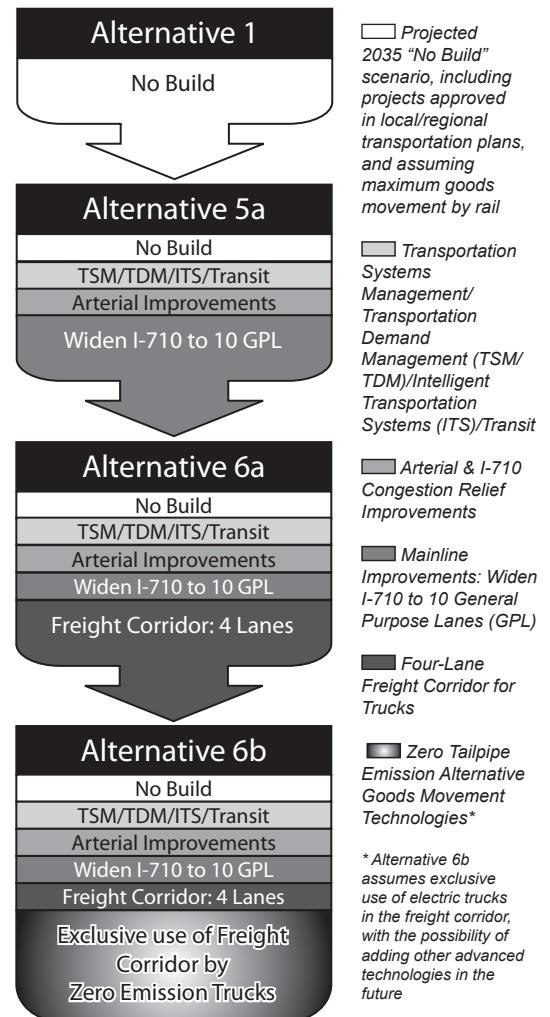 Alternative 1
No Build
Alternative 5a
No Build
TSM/TDM/ITS/Transit
Arterial Improvements
Widen I-710 to 10 GPL
Alternative 6a
No Build
TSM/TDM/ITS/Transit
Arterial Improvements
Widen I-710 to 10 GPL
Freight Corridor: 4 Lanes
Alternative 6b
No Build
TSM/TDM/ITS/Transit
Arterial Improvements
Widen I-710 to 10 GPL
Freight Corridor: 4 Lanes
Exclusive use of Freight
Corridor by
Zero Emission Trucks
Projected
2035 “No Build”
scenario, including
projects approved
in local/regional
transportation plans,
and assuming
maximum goods
movement by rail
Transportation
Systems
Management/
Transportation
Demand
Management (TSM/
TDM)/Intelligent
Transportation
Systems (ITS)/Transit
Arterial & I-710
Congestion Relief
Improvements
Mainline
Improvements: Widen
I-710 to 10 General
Purpose Lanes (GPL)
Four-Lane
Freight Corridor for
Trucks
Zero Tailpipe
Emission Alternative
Goods Movement
Technologies*
* Alternative 6b
assumes exclusive
use of electric trucks
in the freight corridor,
with the possibility of
adding other advanced
technologies in the
future